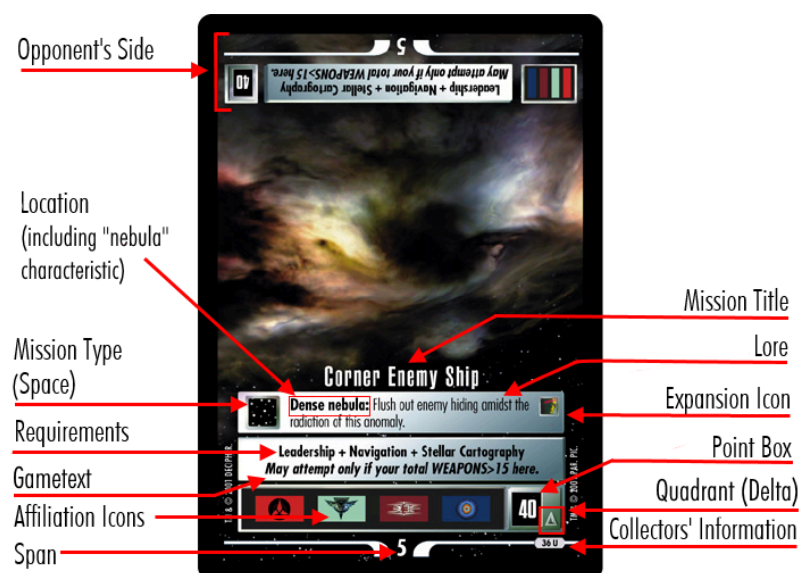 Opponent's Side
5
40
Leadership + Navigation + Stellar Cartography
May attempt only if your total WEAPONS>15 here.
Location
(including "nebula"
characteristic)
Mission Title
Lore
Mission Type
(Space)
Expansion Icon
Requirements
Point Box
Gametext
Quadrant (Delta)
Affiliation Icons
Collectors' Information
Span
Corner Enemy Ship
Dense nebula: Flush out enemy hiding amidst the
radiation of this anomaly.
Leadership + Navigation + Stellar Cartography
May attempt only if your total WEAPONS>15 here.
40
Δ
5
36 U